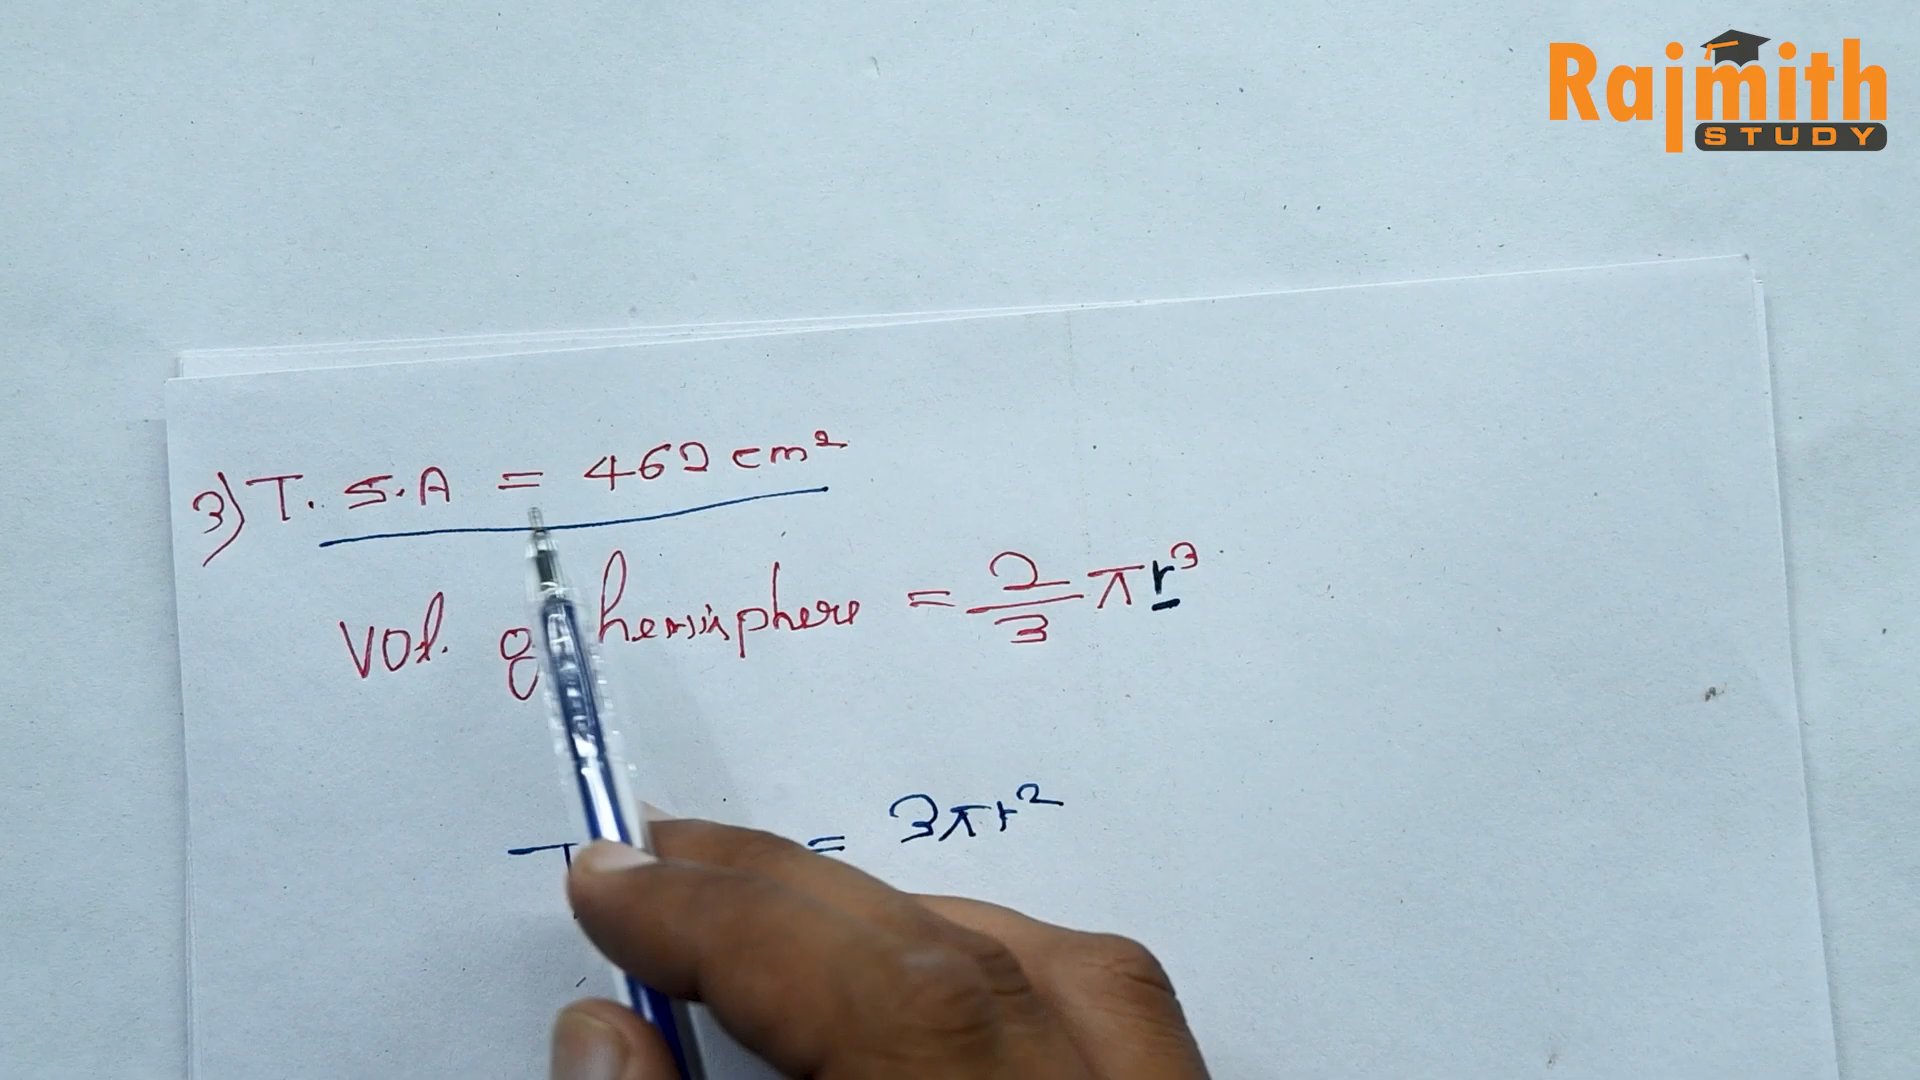 Rajmith
STUDY
3) T. S.A = 462 cm²
Vol. of hemisphere = 2/3 πr³
T = 3πr²